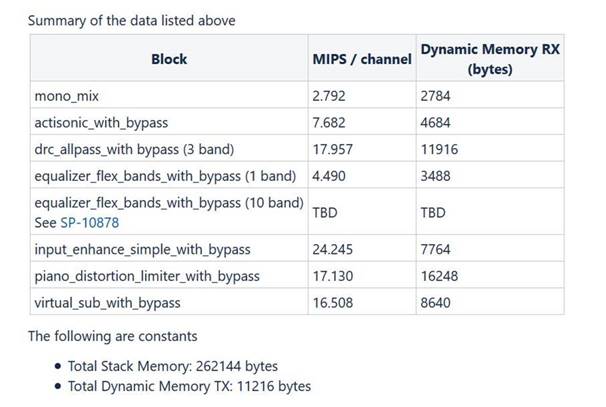 Summary of the data listed above
Block MIPS / channel Dynamic Memory RX
(bytes)
mono_mix 2.792 2784
actisonic_with_bypass 7.682 4684
drc_allpass_with bypass (3 band) 17.957 11916
equalizer_flex_bands_with_bypass (1 band) 4.490 3488
equalizer_flex_bands_with_bypass (10 band) TBD TBD
See SP-10878
input_enhance_simple_with_bypass 24.245 7764
piano_distortion_limiter_with_bypass 17.130 16248
virtual_sub_with_bypass 16.508 8640
The following are constants
• Total Stack Memory: 262144 bytes
• Total Dynamic Memory TX: 11216 bytes